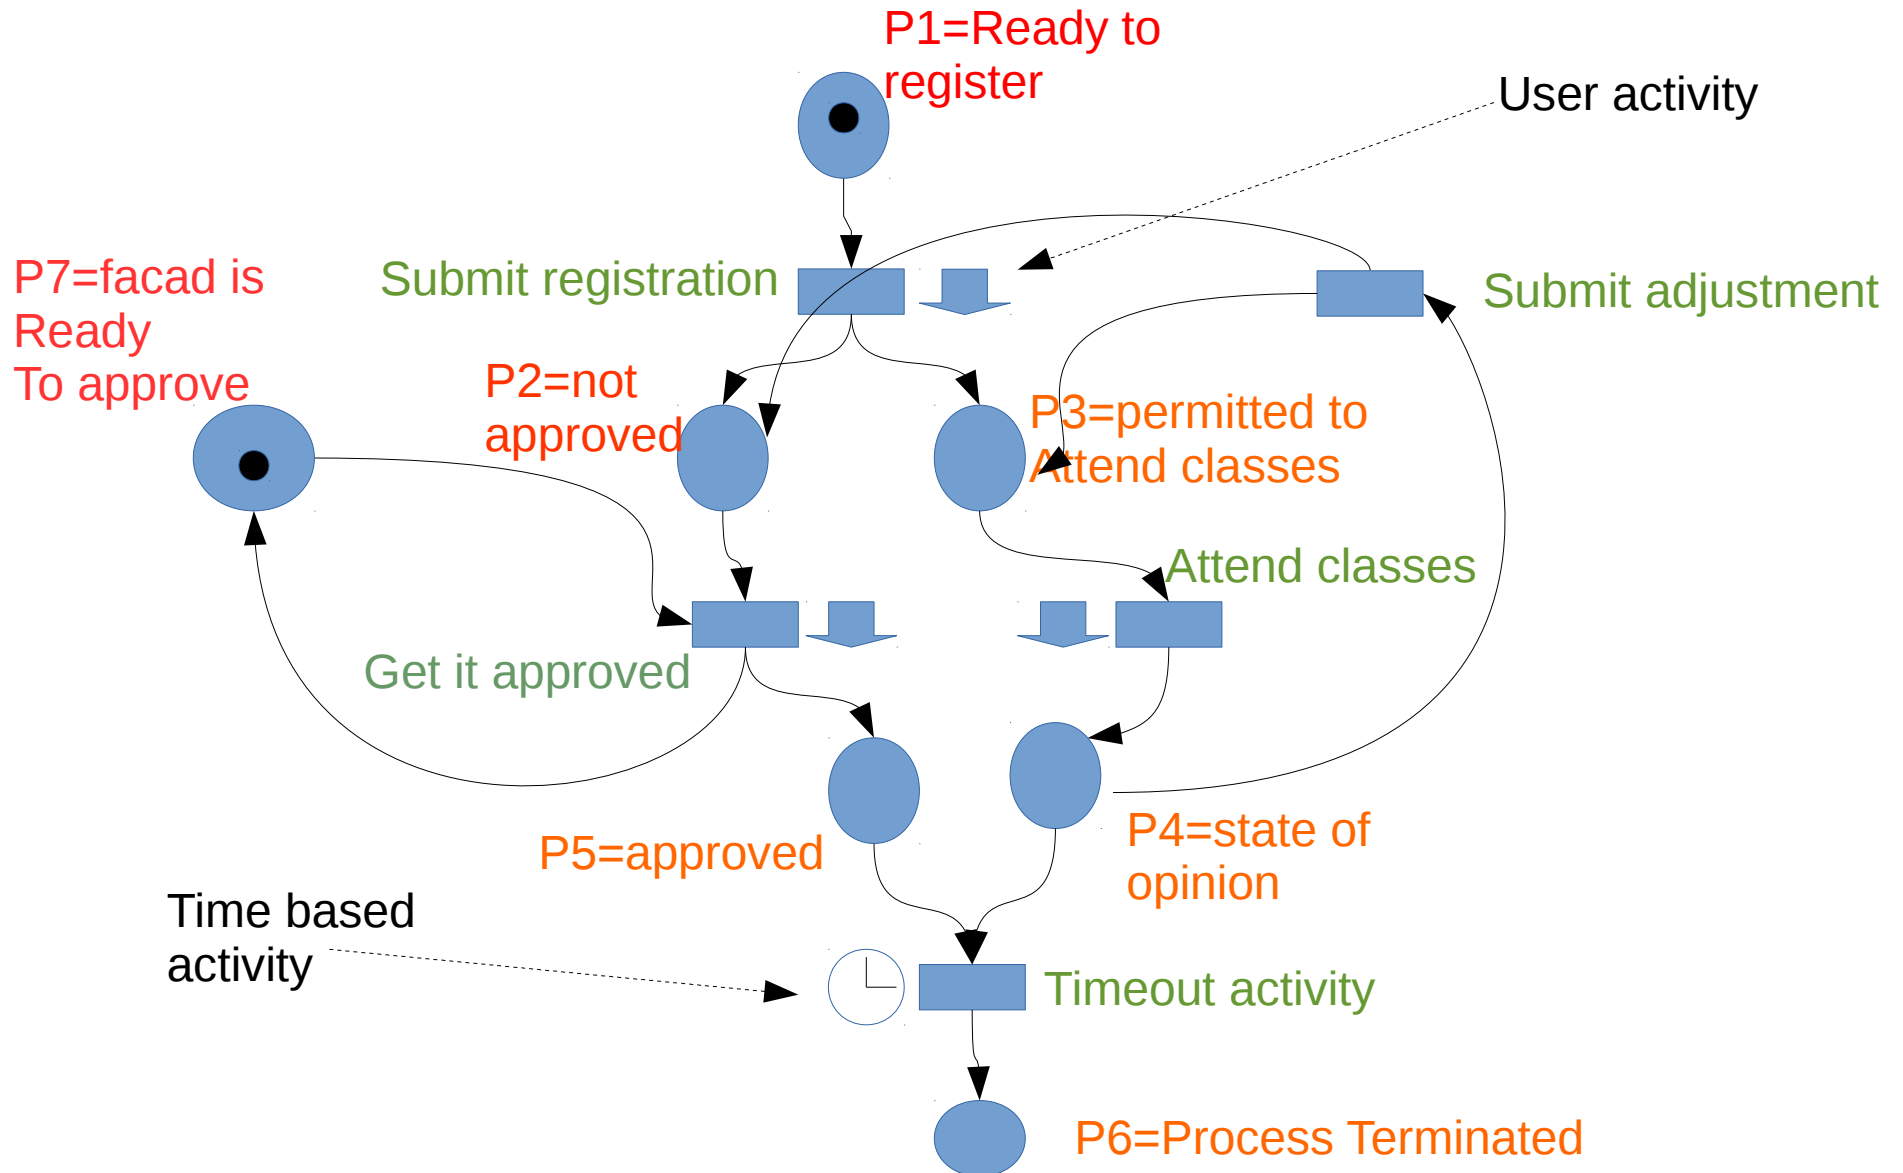 P1=Ready to
register
User activity
P7=facad is
Ready
To approve
Submit registration
Submit adjustment
P2=not
approved
P3=permitted to
Attend classes
Attend classes
Get it approved
P5=approved
P4=state of
opinion
Time based
activity
Timeout activity
P6=Process Terminated